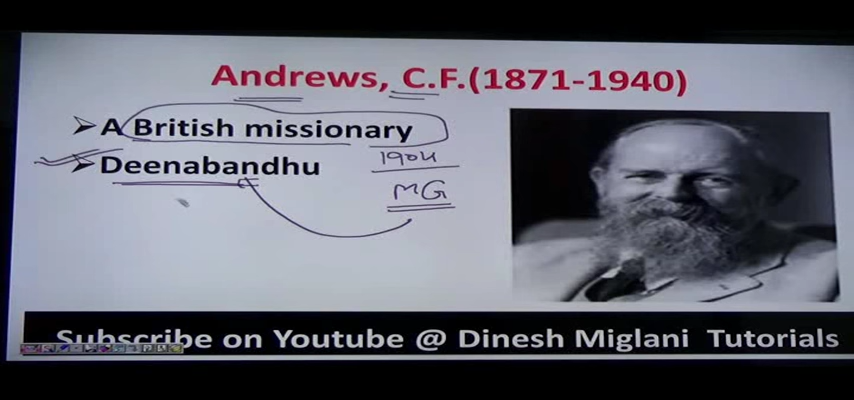 Andrews, C.F.(1871-1940)
➢A British missionary
➢Deenabandhu
1904
MG
Subscribe on Youtube @ Dinesh Miglani Tutorials